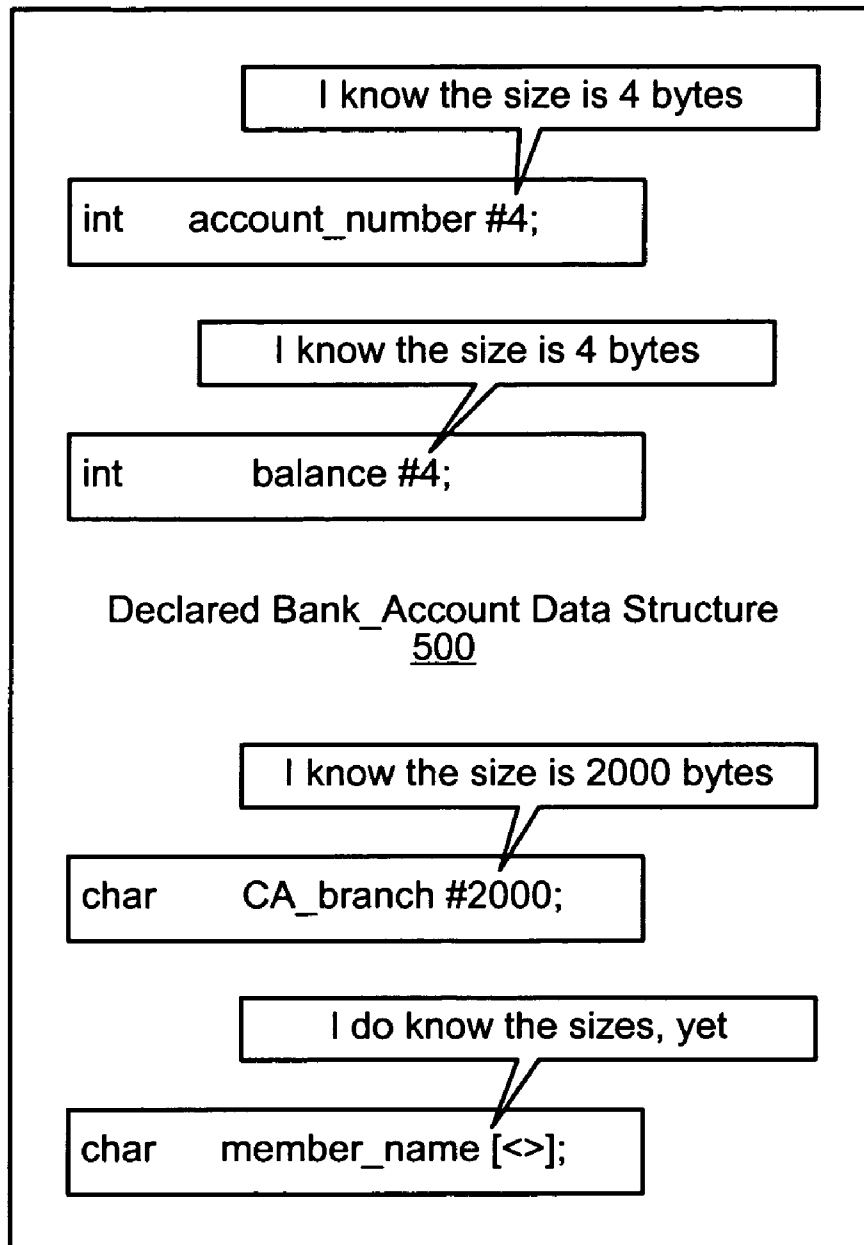 I know the size is 4 bytes
int account_number #4;
I know the size is 4 bytes
int balance #4;
Declared Bank_Account Data Structure
500
I know the size is 2000 bytes
char CA_branch #2000;
I do know the sizes, yet
char member_name [<>];